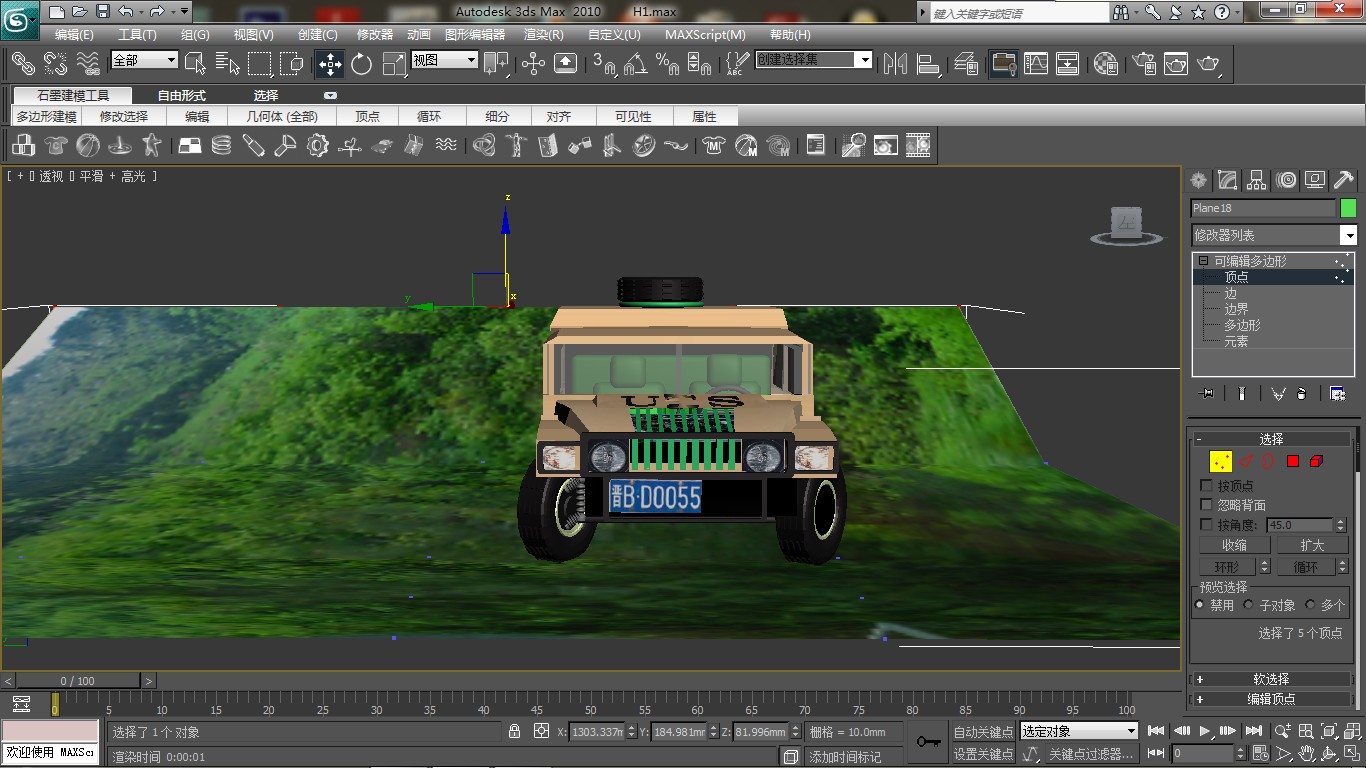 Autodesk 3ds Max 2010 H1.max
键入关键字或短语
编辑(E) 工具(T) 组(G) 视图(V) 创建(C) 修改器 动画 图形编辑器 渲染(R) 自定义(U) MAXScript(M) 帮助(H)
全部 视图 3 % ABC 创建选择集
石墨建模工具 自由形式 选择
多边形建模 修改选择 编辑 几何体 (全部) 顶点 循环 细分 对齐 可见性 属性
[ + ] 透视 ] 平滑 + 高光 ]
z
y
x
左
U S
晋B·D0055
Plane18
修改器列表
可编辑多边形
顶点
边
边界
多边形
元素
- 选择
按顶点
忽略背面
按角度: 45.0
收缩 扩大
环形 循环
预览选择
禁用 子对象 多个
选择了 5 个顶点
+ 软选择
+ 编辑顶点
< 0 / 100 >
0 5 10 15 20 25 30 35 40 45 50 55 60 65 70 75 80 85 90 95 100
选择了 1 个 对象 X: 1303.337m Y: 184.981mm Z: 81.996mm 栅格 = 10.0mm 自动关键点 选定对象
欢迎使用 MAXSc
渲染时间 0:00:01 添加时间标记 设置关键点 关键点过滤器... 0